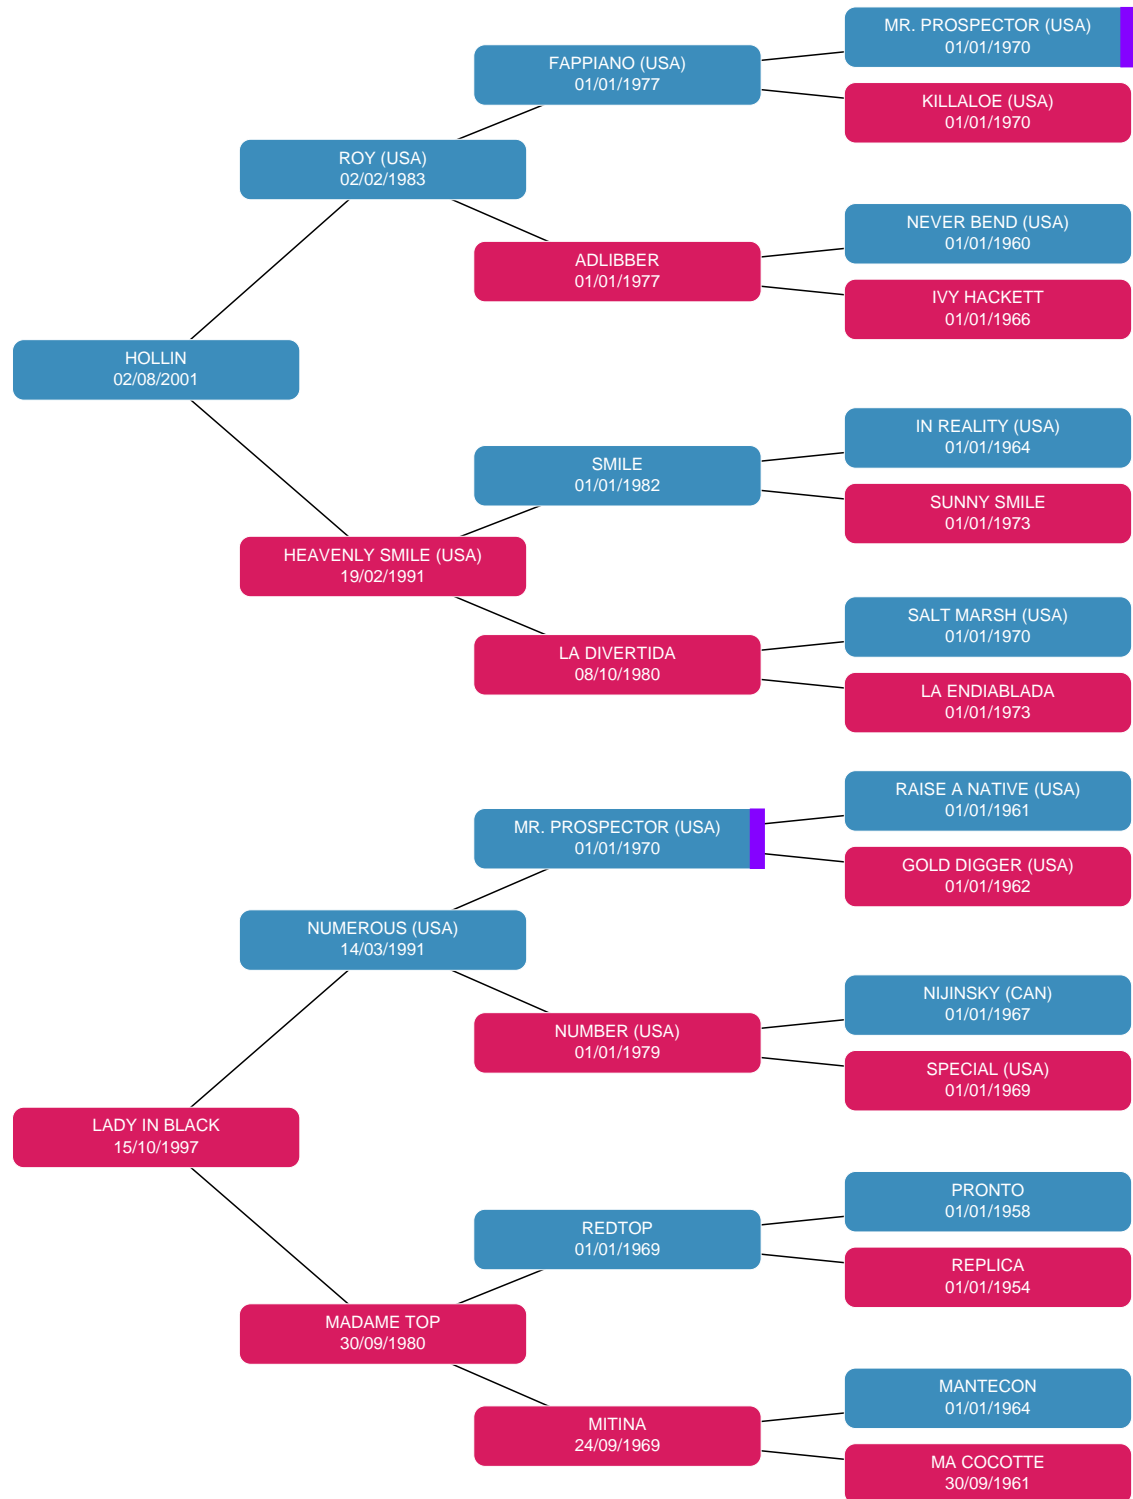 MR. PROSPECTOR (USA)
01/01/1970
FAPPIANO (USA)
01/01/1977
KILLALOE (USA)
01/01/1970
ROY (USA)
02/02/1983
NEVER BEND (USA)
01/01/1960
ADLIBBER
01/01/1977
IVY HACKETT
01/01/1966
HOLLIN
02/08/2001
IN REALITY (USA)
01/01/1964
SMILE
01/01/1982
SUNNY SMILE
01/01/1973
HEAVENLY SMILE (USA)
19/02/1991
SALT MARSH (USA)
01/01/1970
LA DIVERTIDA
08/10/1980
LA ENDIABLADA
01/01/1973
RAISE A NATIVE (USA)
01/01/1961
MR. PROSPECTOR (USA)
01/01/1970
GOLD DIGGER (USA)
01/01/1962
NUMEROUS (USA)
14/03/1991
NIJINSKY (CAN)
01/01/1967
NUMBER (USA)
01/01/1979
SPECIAL (USA)
01/01/1969
LADY IN BLACK
15/10/1997
PRONTO
01/01/1958
REDTOP
01/01/1969
REPLICA
01/01/1954
MADAME TOP
30/09/1980
MANTECON
01/01/1964
MITINA
24/09/1969
MA COCOTTE
30/09/1961